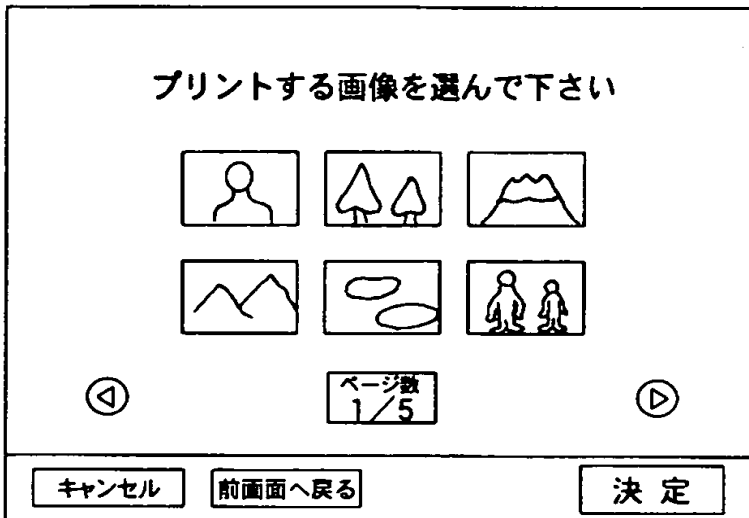 プリントする画像を選んで下さい
ページ数
1/5
キャンセル
前画面へ戻る
決定